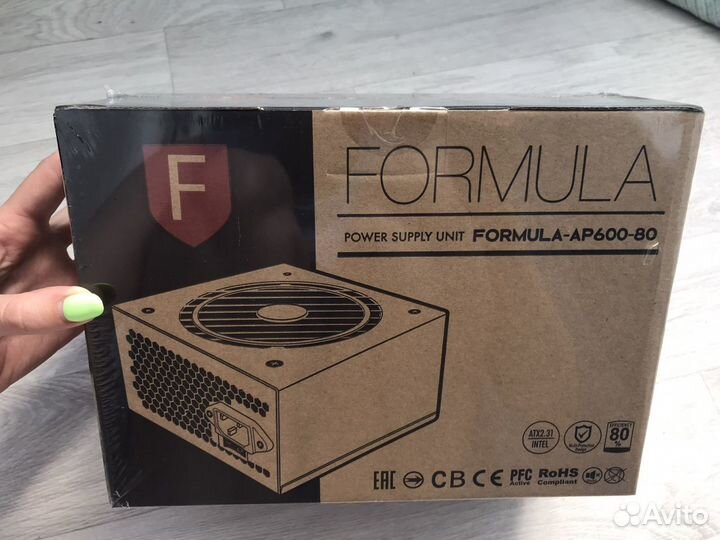 F
FORMULA
POWER SUPPLY UNIT FORMULA-AP600-80
ATX2.31
INTEL
EFFICIENCY
80
%
EAC CB CE PFC Active RoHS Compliant
Avito